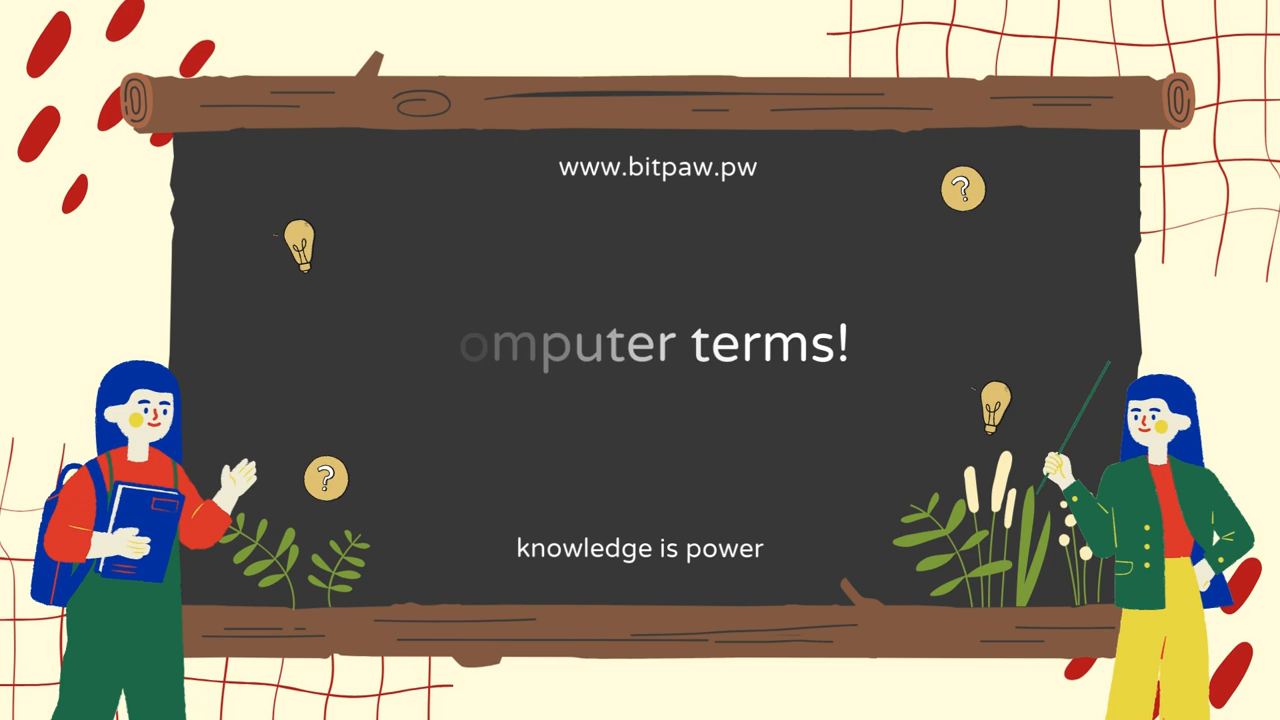 www.bitpaw.pw
?
omputer terms!
?
knowledge is power